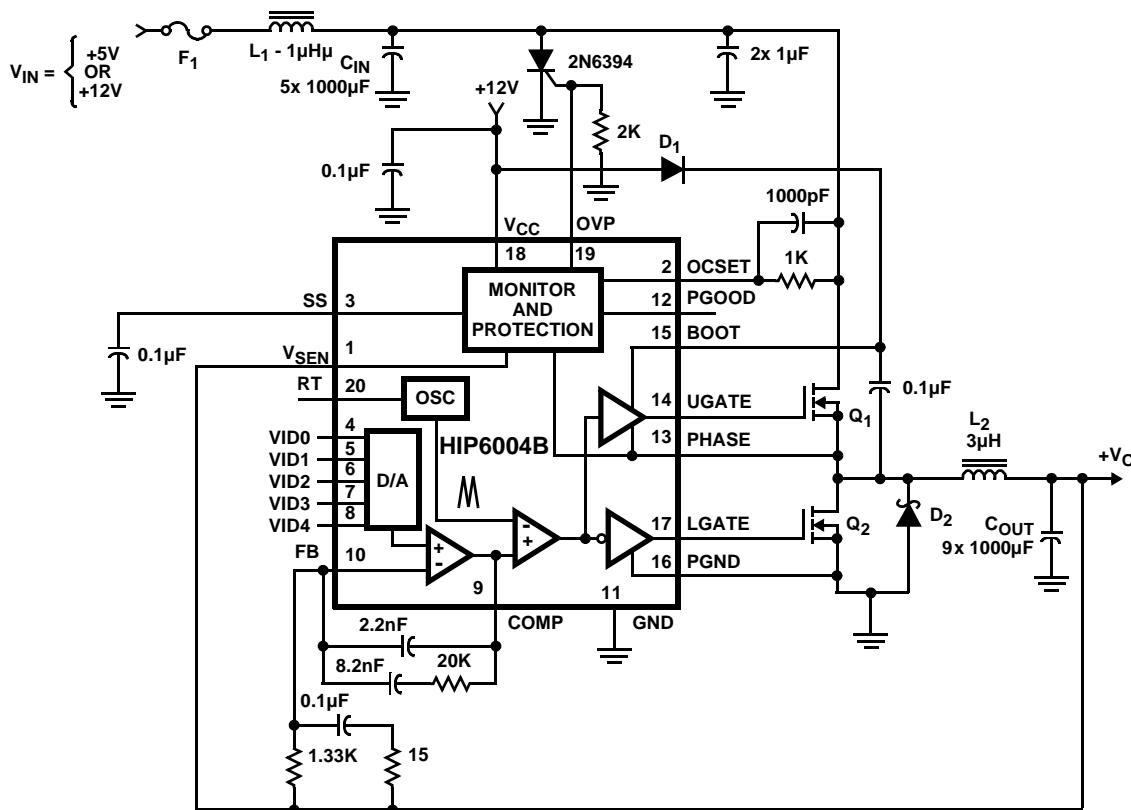 V_IN =
+5V
OR
+12V
F1
L1 - 1µHµ
C_IN
5x 1000µF
2N6394
2x 1µF
+12V
2K
0.1µF
D1
1000pF
VCC
OVP
18
19
2
OCSET
1K
MONITOR
AND
PROTECTION
12
PGOOD
SS
3
15
BOOT
0.1µF
VSEN
1
RT
20
OSC
0.1µF
14
UGATE
Q1
VID0
4
HIP6004B
13
PHASE
L2
3µH
VID1
5
D/A
+VO
VID2
6
VID3
7
VID4
8
17
LGATE
Q2
D2
COUT
9x 1000µF
FB
10
+
-
-
+
16
PGND
9
11
COMP
GND
2.2nF
8.2nF
20K
0.1µF
1.33K
15